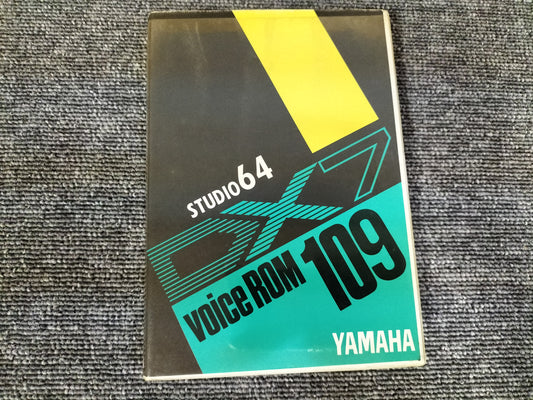 STUDIO64
DX7
voice ROM 109
YAMAHA